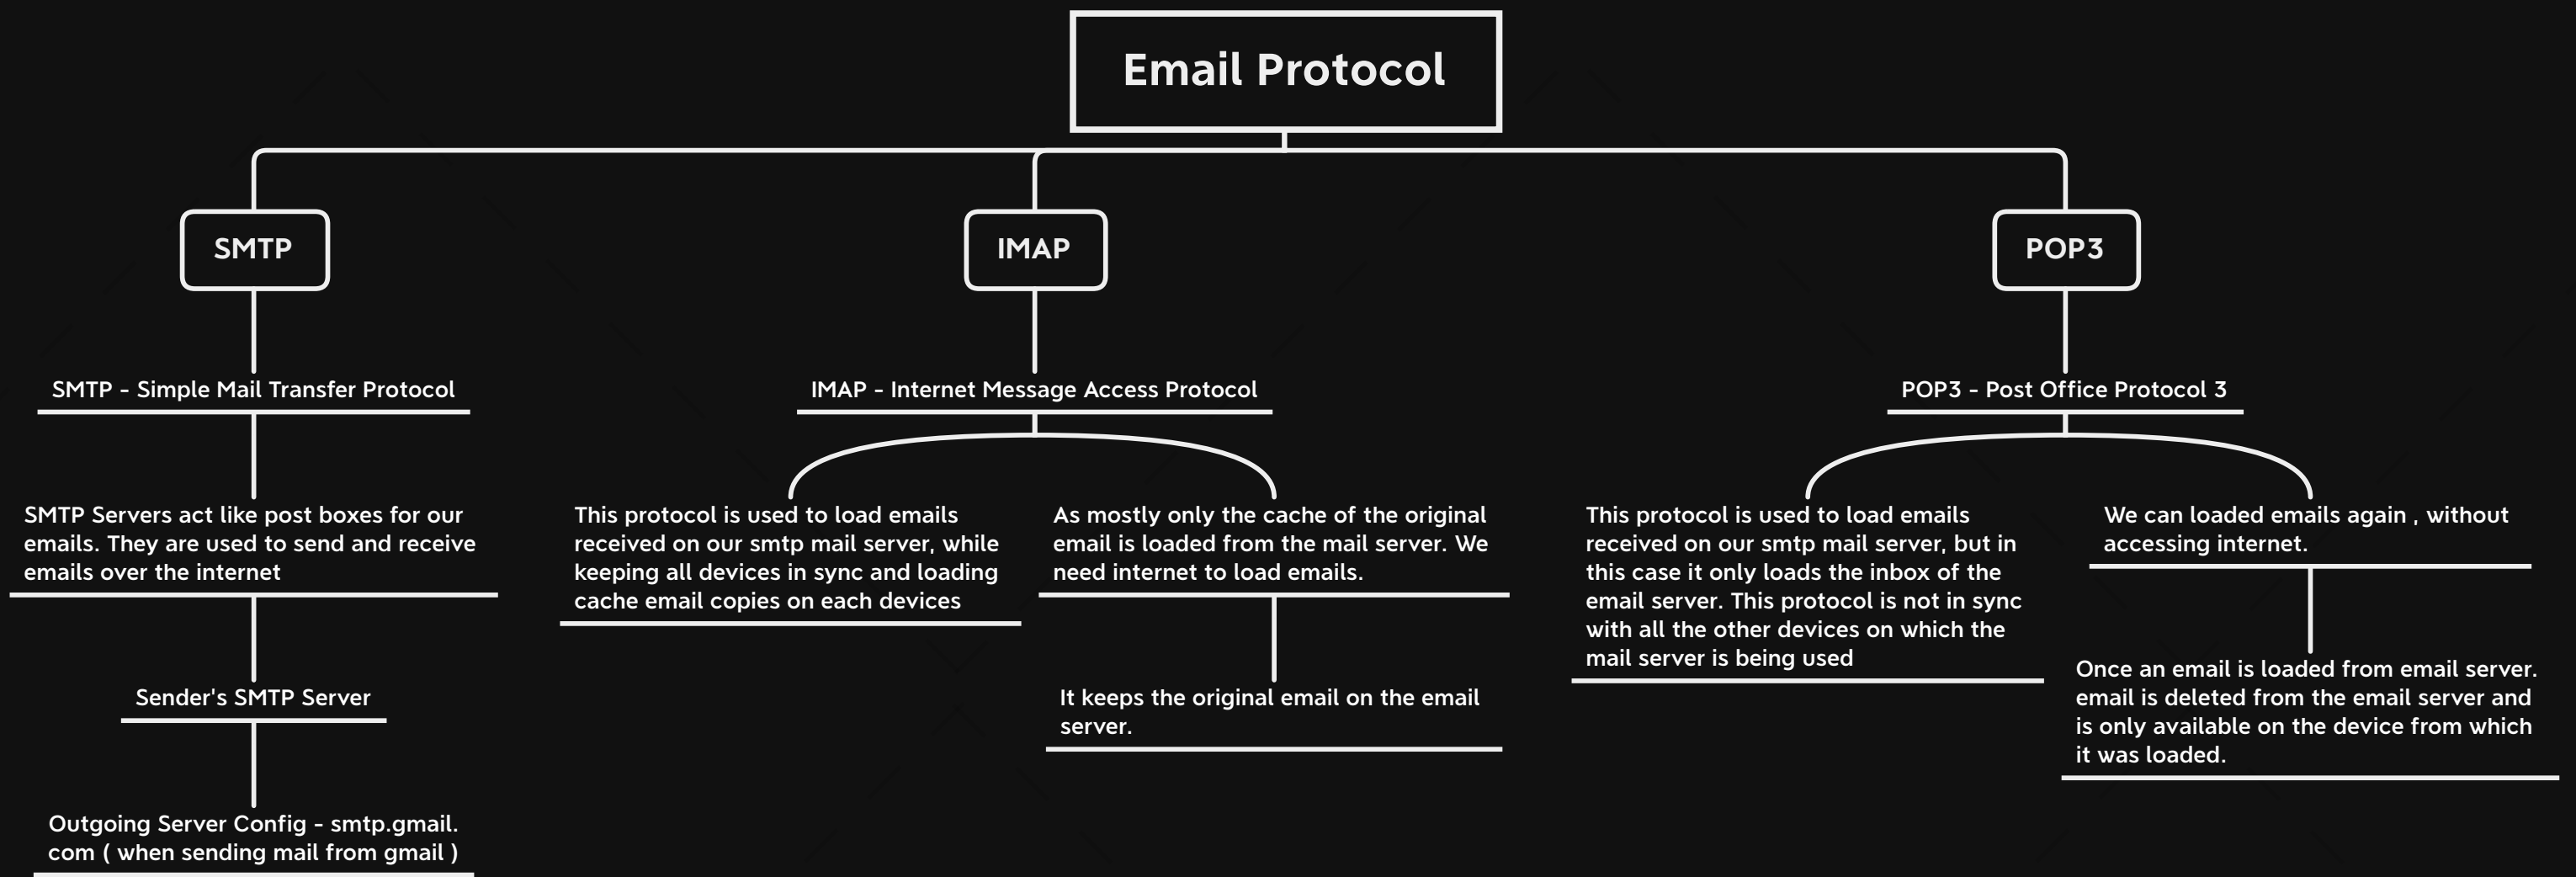 Email Protocol
SMTP
IMAP
POP3
SMTP - Simple Mail Transfer Protocol
IMAP - Internet Message Access Protocol
POP3 - Post Office Protocol 3
SMTP Servers act like post boxes for our
emails. They are used to send and receive
emails over the internet
This protocol is used to load emails
received on our smtp mail server, while
keeping all devices in sync and loading
cache email copies on each devices
As mostly only the cache of the original
email is loaded from the mail server. We
need internet to load emails.
This protocol is used to load emails
received on our smtp mail server, but in
this case it only loads the inbox of the
email server. This protocol is not in sync
with all the other devices on which the
mail server is being used
We can loaded emails again , without
accessing internet.
Sender's SMTP Server
It keeps the original email on the email
server.
Once an email is loaded from email server.
email is deleted from the email server and
is only available on the device from which
it was loaded.
Outgoing Server Config - smtp.gmail.
com ( when sending mail from gmail )